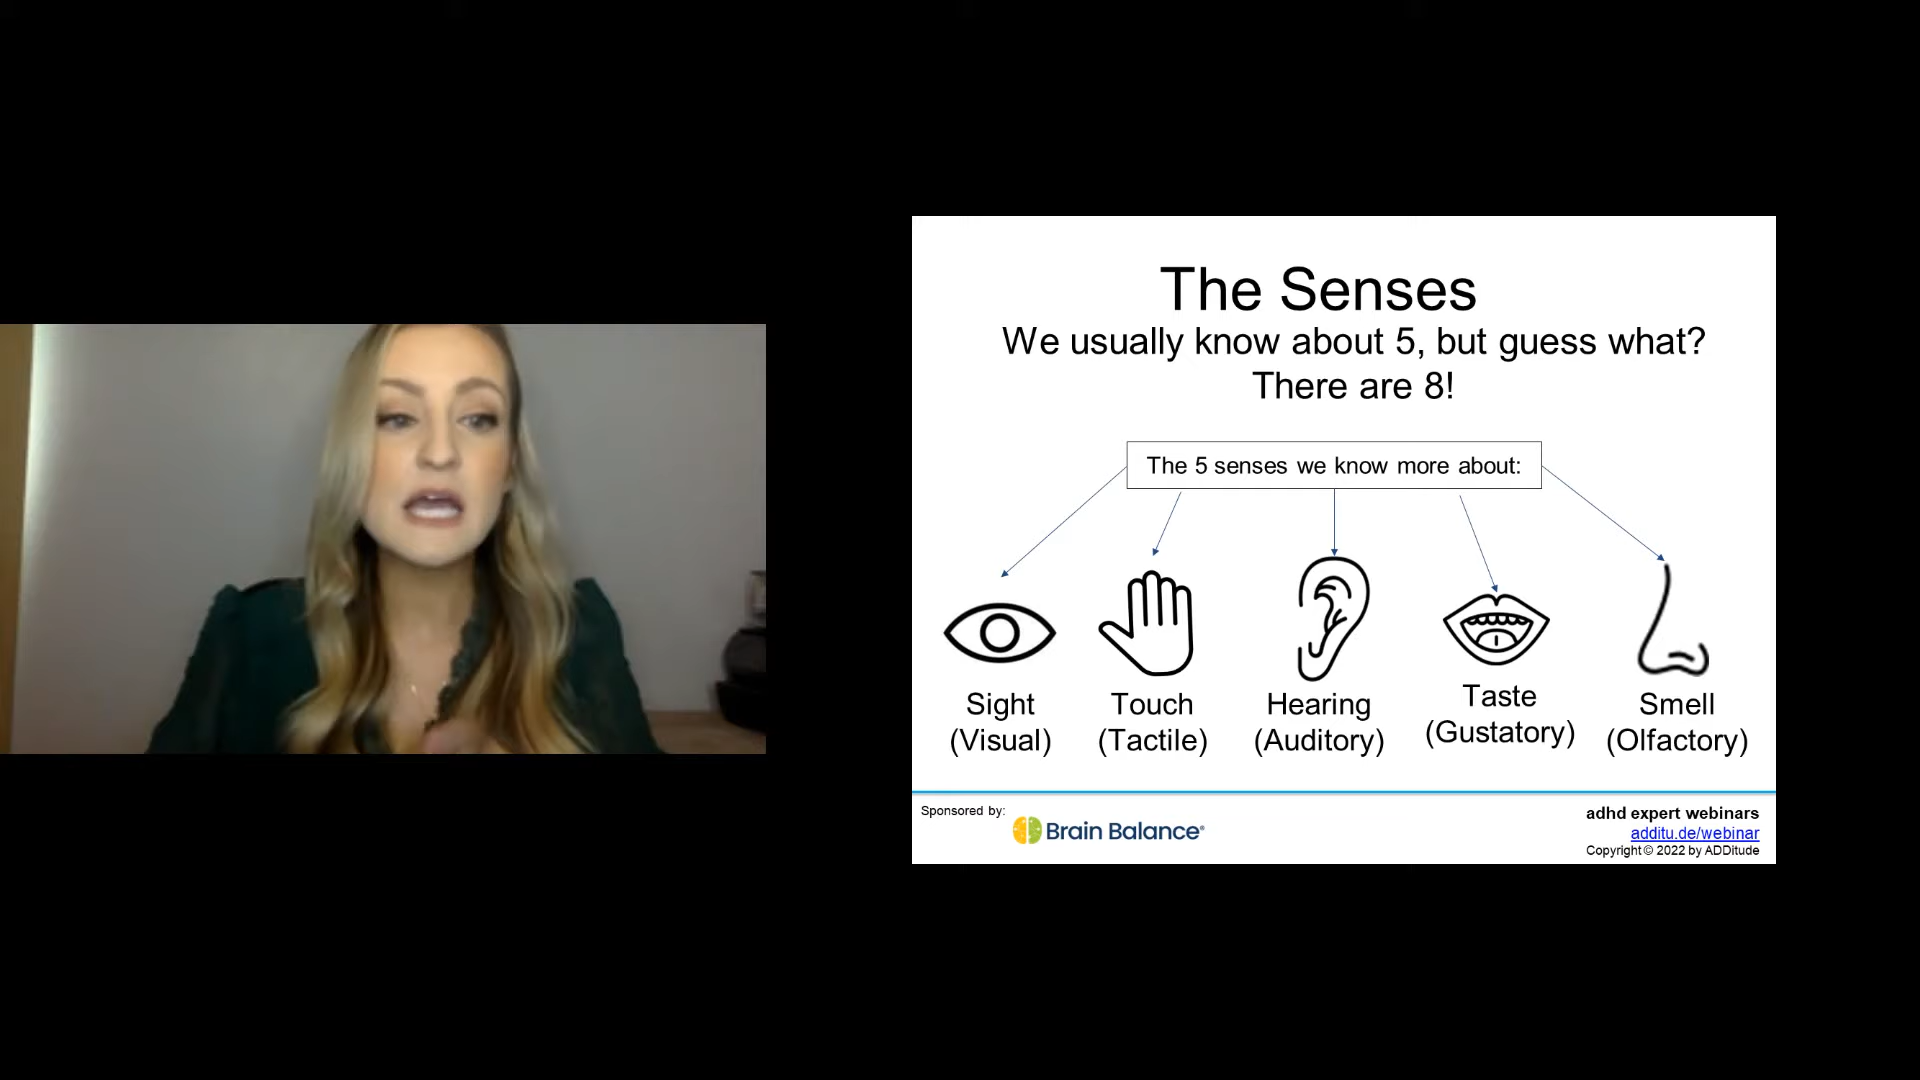 The Senses
We usually know about 5, but guess what?
There are 8!
The 5 senses we know more about:
Sight
(Visual)
Touch
(Tactile)
Hearing
(Auditory)
Taste
(Gustatory)
Smell
(Olfactory)
Sponsored by:
Brain Balance®
adhd expert webinars
additu.de/webinar
Copyright © 2022 by ADDitude